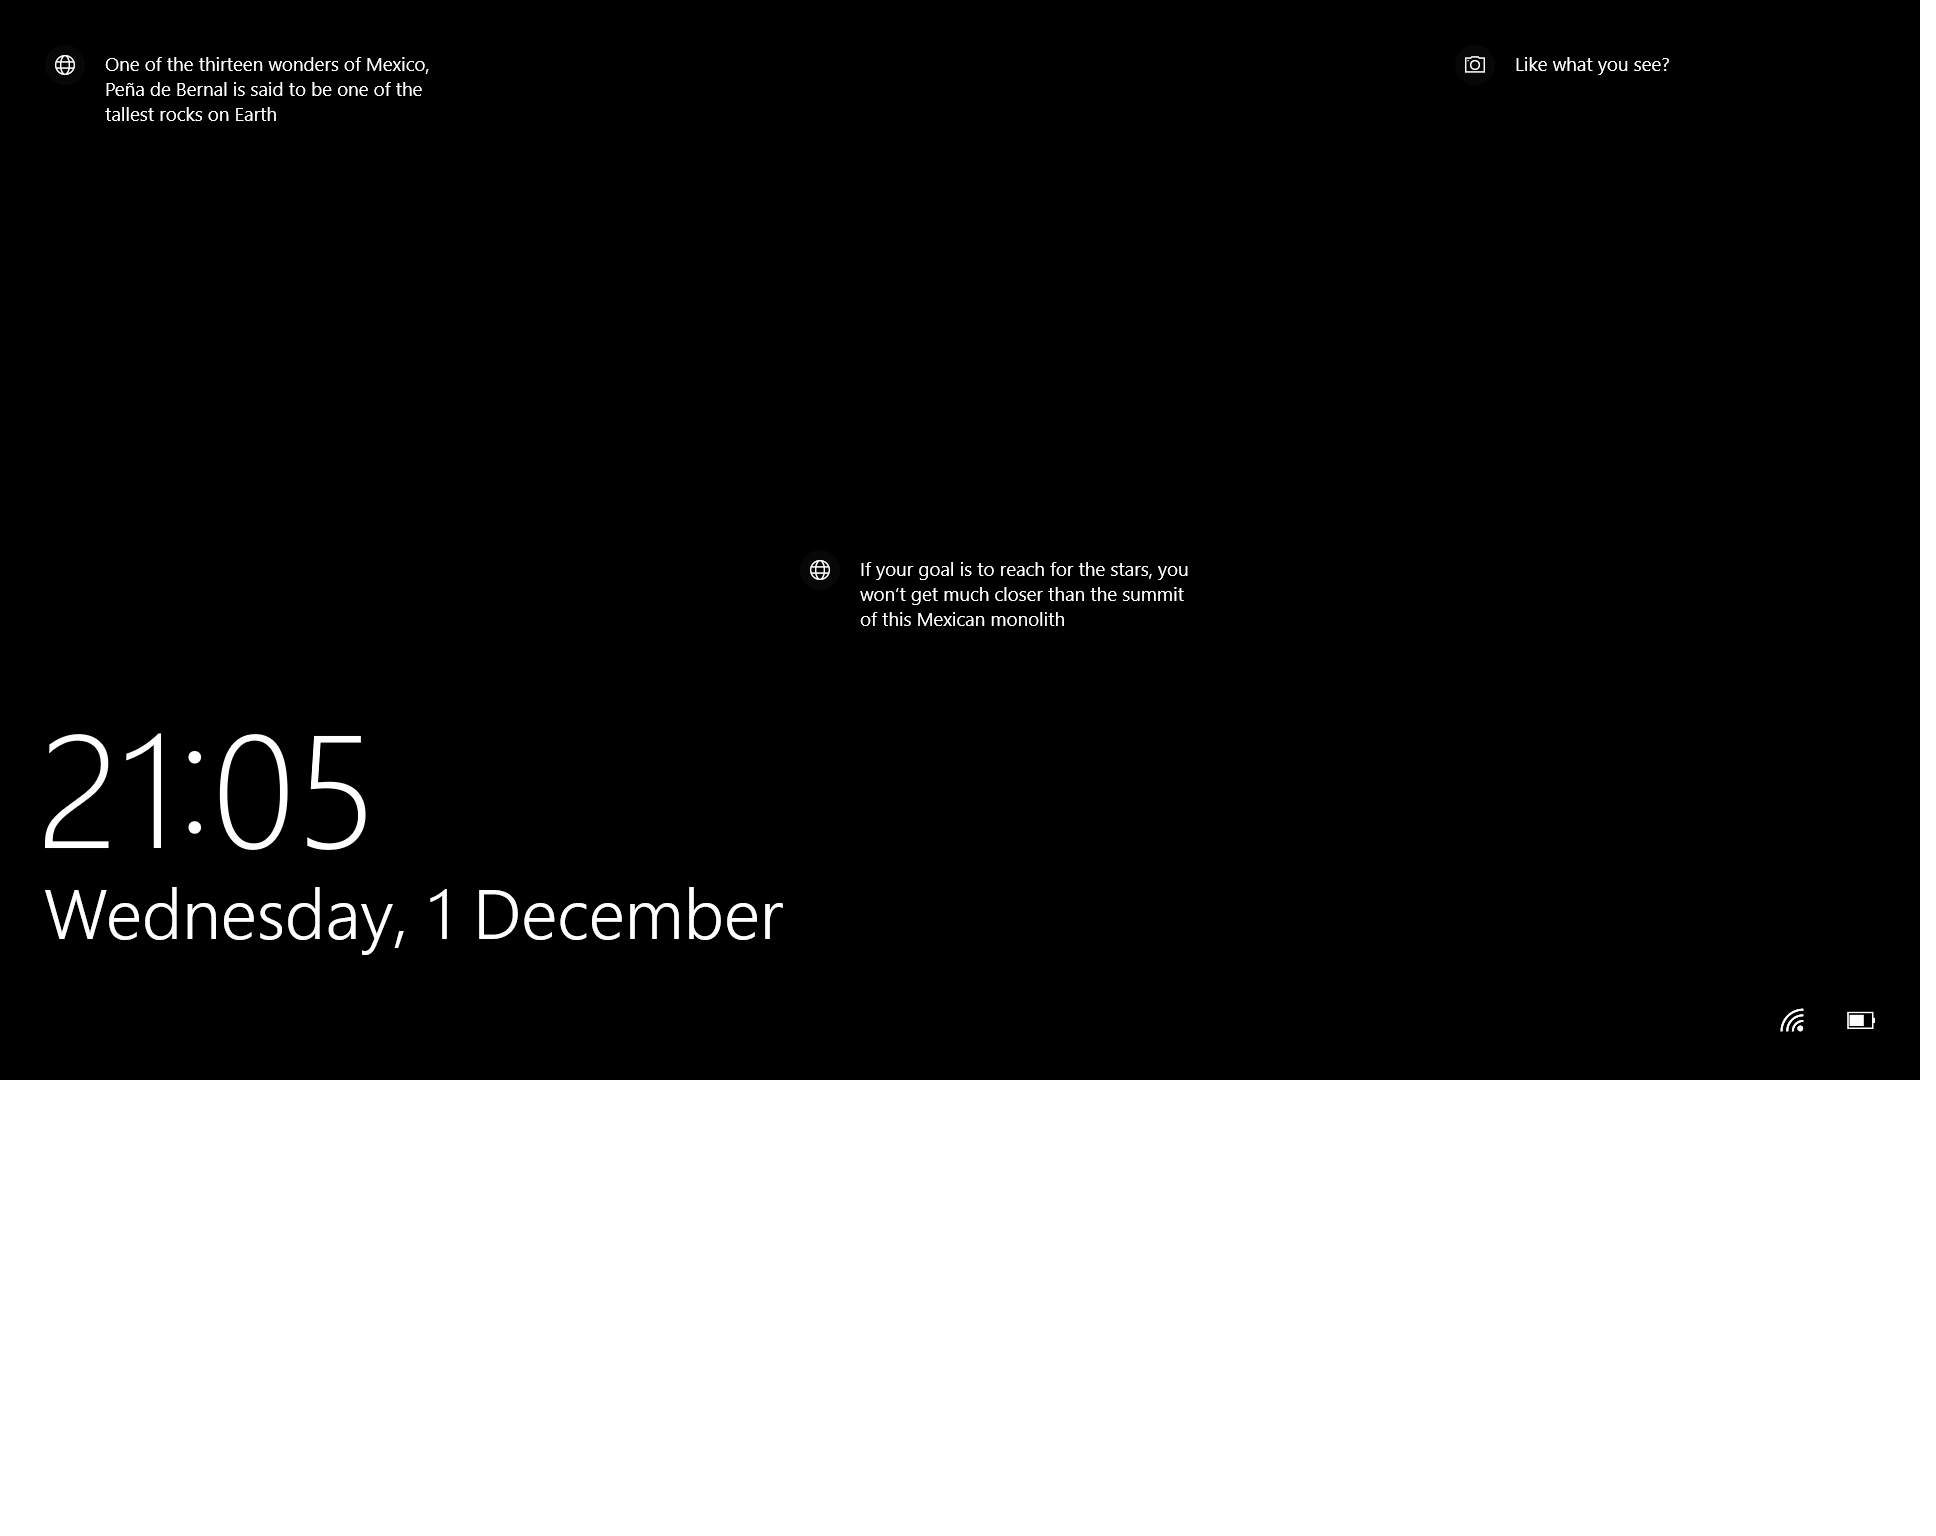 One of the thirteen wonders of Mexico,
Peña de Bernal is said to be one of the
tallest rocks on Earth
Like what you see?
If your goal is to reach for the stars, you
won’t get much closer than the summit
of this Mexican monolith
21:05
Wednesday, 1 December